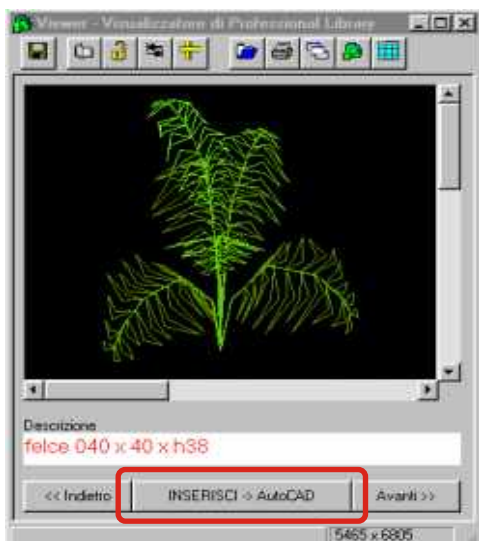 Viewer - Visualizzatore di Professional Library
Descrizione
felce 040 x 40 x h38
<< Indietro
INSERISCI -> AutoCAD
Avanti >>
5465 x 6805